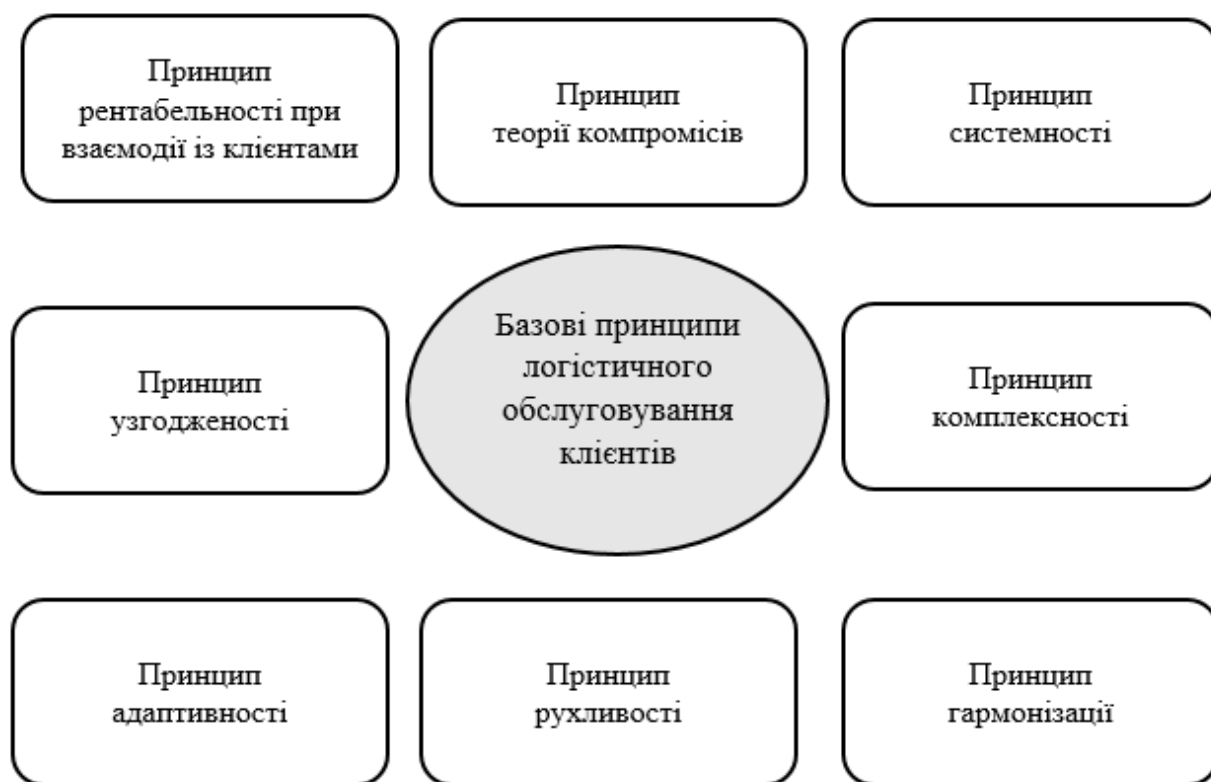 Принцип
рентабельності при
взаємодії із клієнтами
Принцип
теорії компромісів
Принцип
системності
Принцип
узгодженості
Базові принципи
логістичного
обслуговування
клієнтів
Принцип
комплексності
Принцип
адаптивності
Принцип
рухливості
Принцип
гармонізації